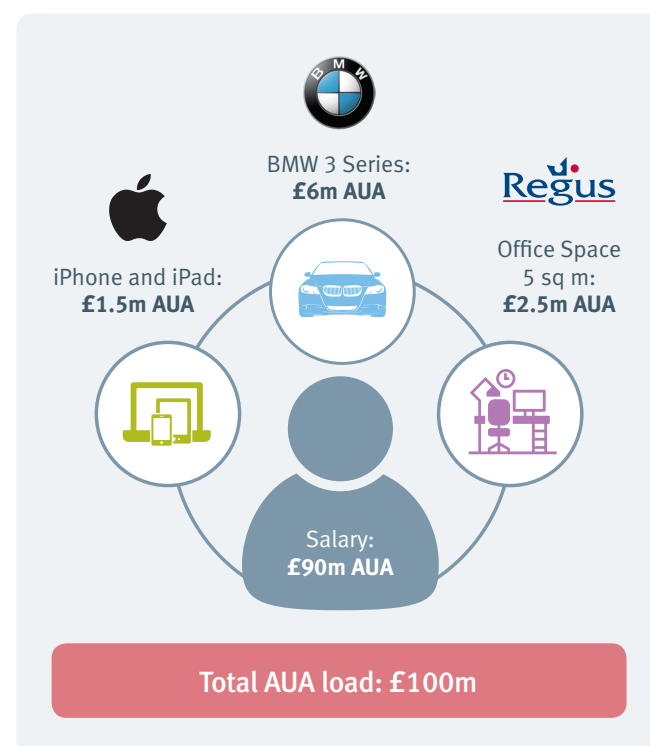 BMW
BMW 3 Series:
£6m AUA
Regus
iPhone and iPad:
£1.5m AUA
Office Space
5 sq m:
£2.5m AUA
Salary:
£90m AUA
Total AUA load: £100m